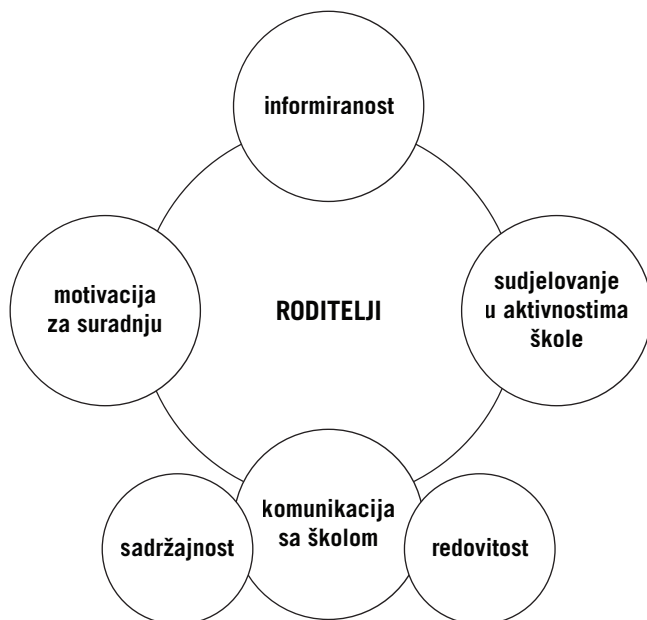 informiranost
motivacija
za suradnju
RODITELJI
sudjelovanje
u aktivnostima
škole
komunikacija
sa školom
sadržajnost
redovitost